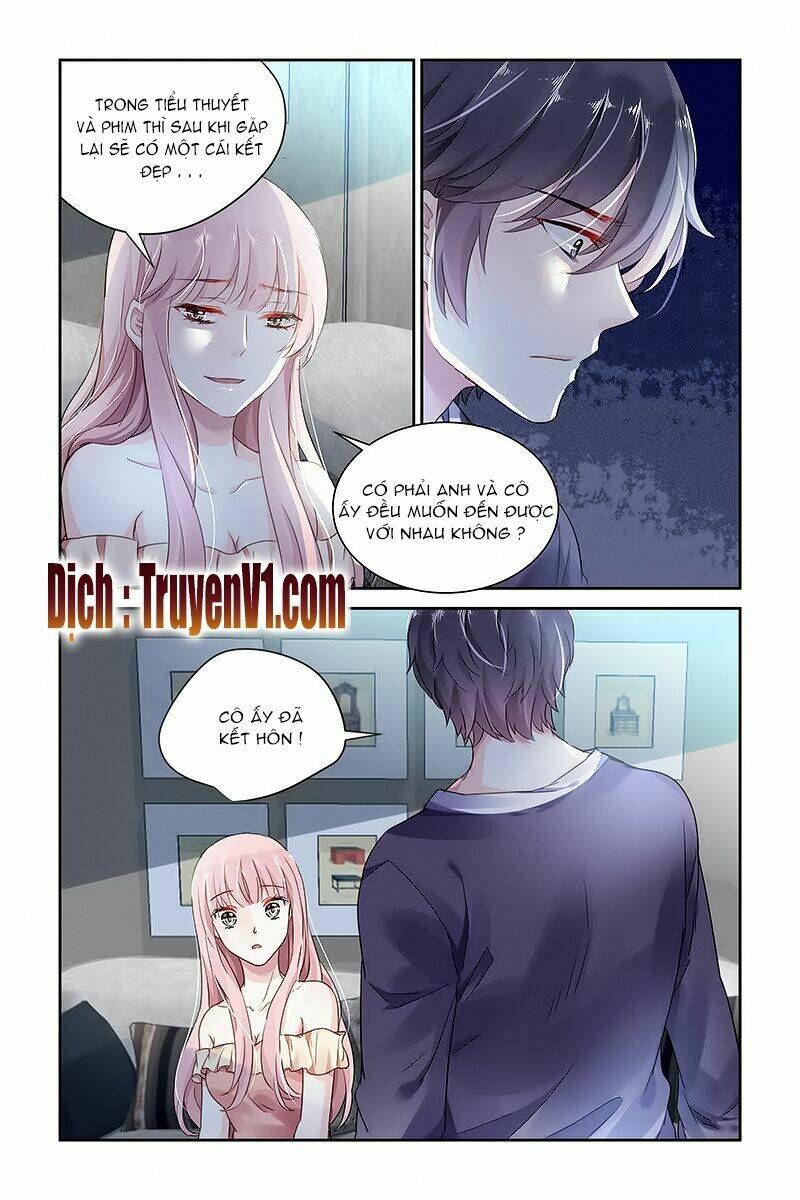 TRONG TIỂU THUYẾT
VÀ PHIM THÌ SAU KHI GẶP
LẠI SẼ CÓ MỘT CÁI KẾT
ĐẸP . . .
CÓ PHẢI ANH VÀ CÔ
ẤY ĐỀU MUỐN ĐẾN ĐƯỢC
VỚI NHAU KHÔNG ?
Dịch : TruyenV1.com
CÔ ẤY ĐÃ
KẾT HÔN !